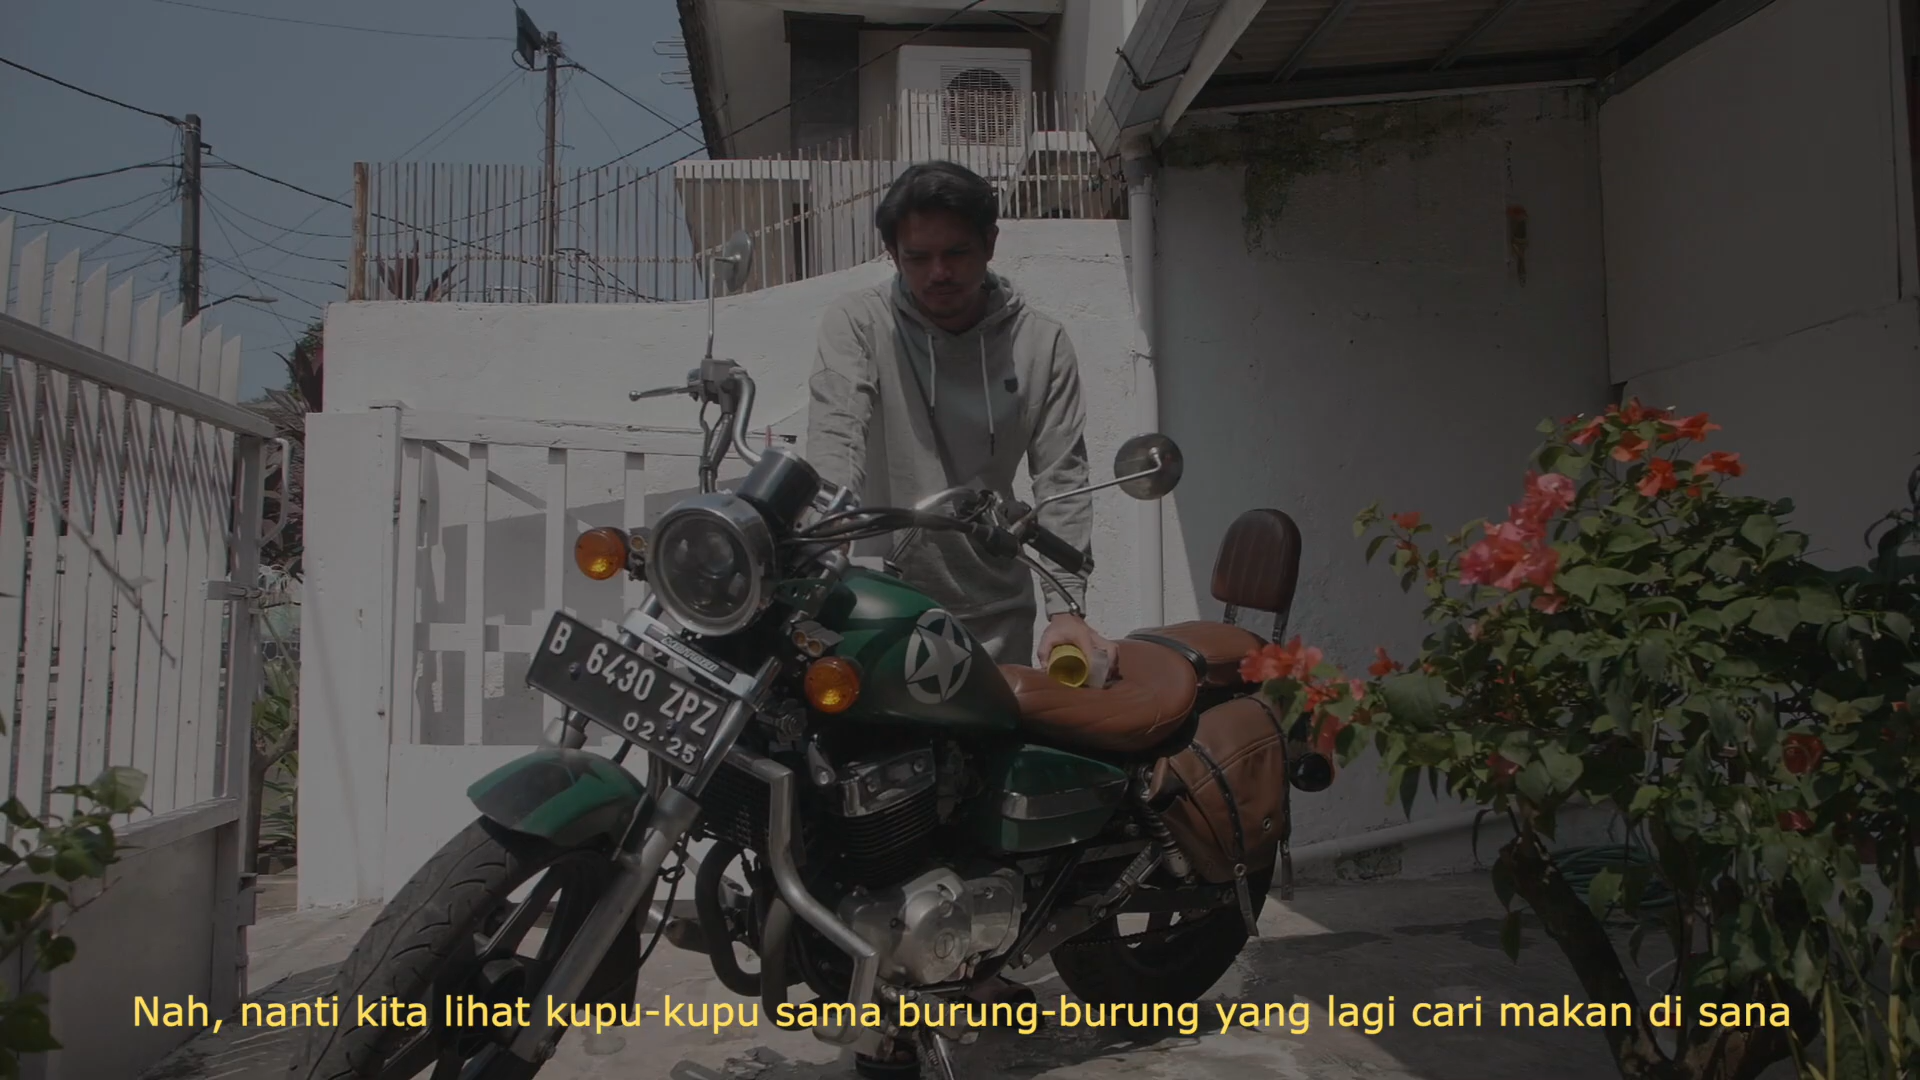 B 6430 ZPZ
02·25
Nah, nanti kita lihat kupu-kupu sama burung-burung yang lagi cari makan di sana